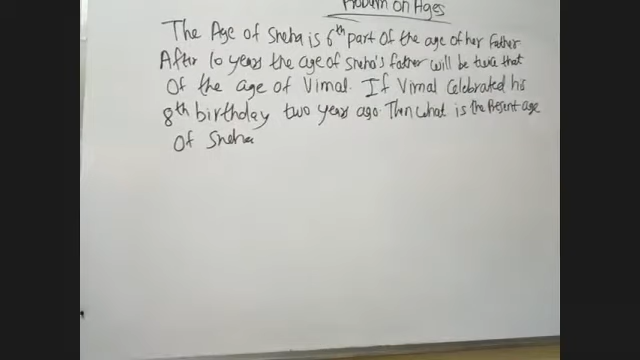 Problem on Ages
The Age of Sneha is 6th part of the age of her Father
After 10 years the age of Sneha's father will be twice that
Of the age of Vimal. If Vimal Celebrated his
8th birthday two years ago. Then what is the Present age
Of Sneha